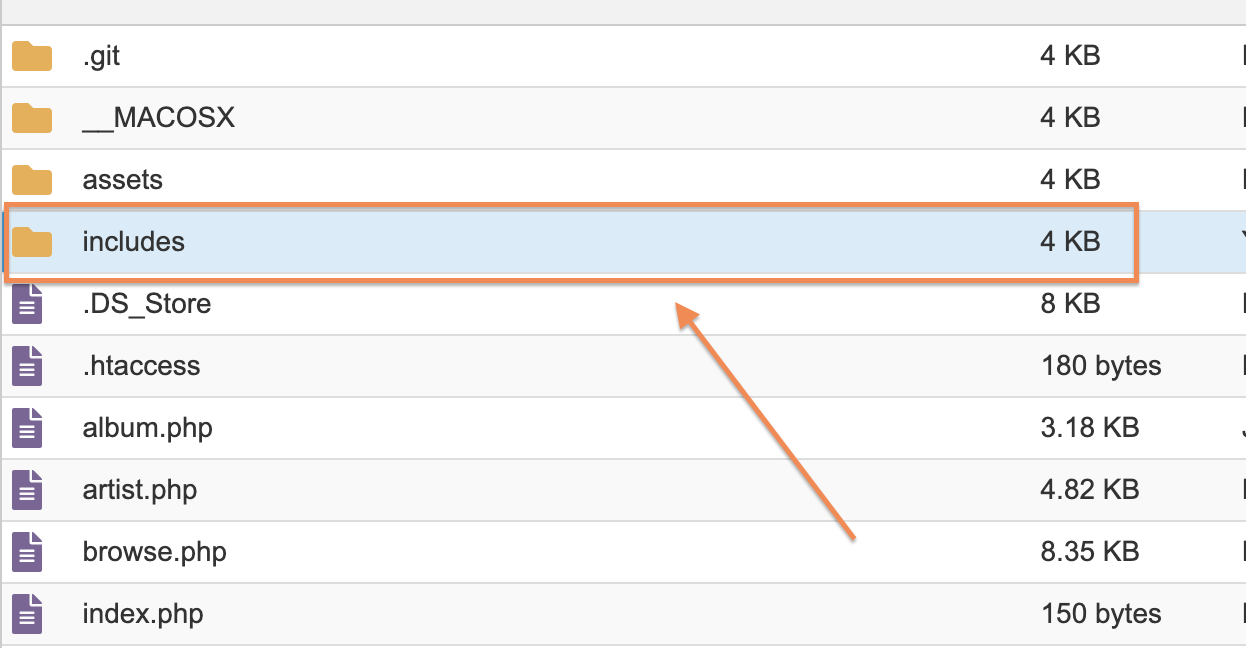 .git 4 KB
__MACOSX 4 KB
assets 4 KB
includes 4 KB
.DS_Store 8 KB
.htaccess 180 bytes
album.php 3.18 KB
artist.php 4.82 KB
browse.php 8.35 KB
index.php 150 bytes